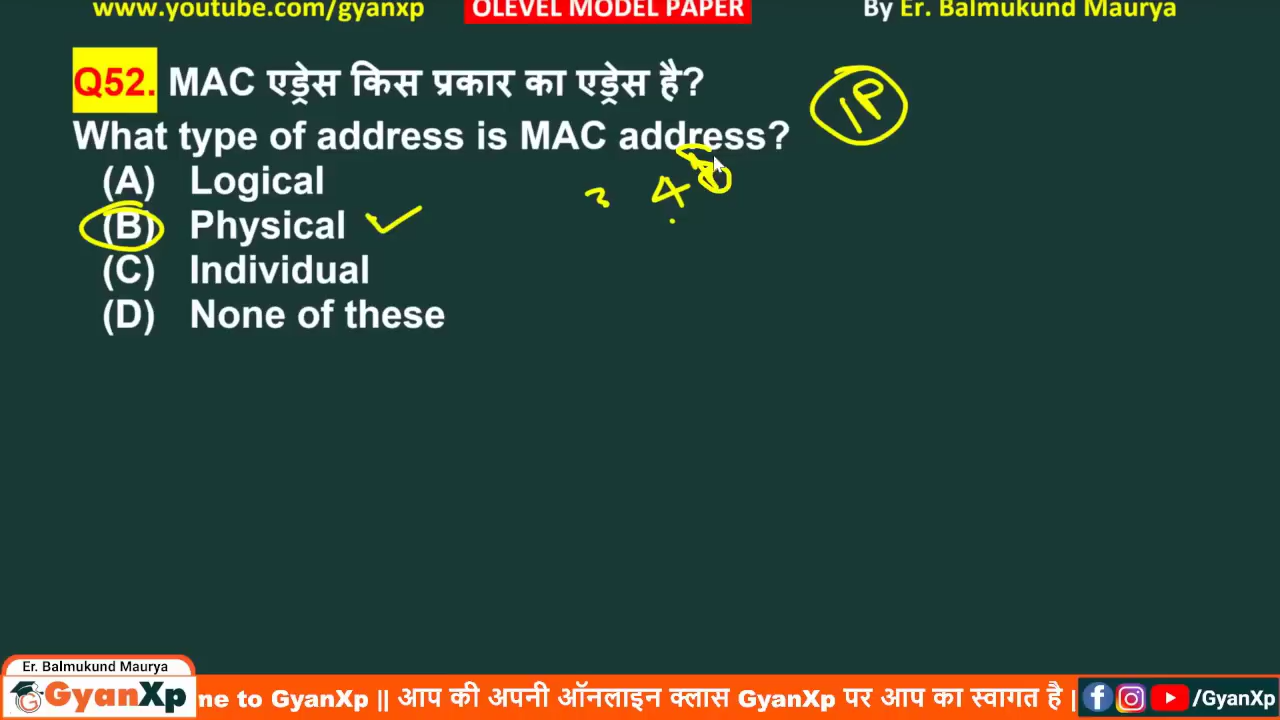 www.youtube.com/gyanxp OLEVEL MODEL PAPER By Er. Balmukund Maurya
Q52. MAC एड्रेस किस प्रकार का एड्रेस है?
IP
What type of address is MAC address?
(A) Logical
48
(B) Physical
(C) Individual
(D) None of these
Er. Balmukund Maurya
GyanXp
me to GyanXp || आप की अपनी ऑनलाइन क्लास GyanXp पर आप का स्वागत है |
/GyanXp